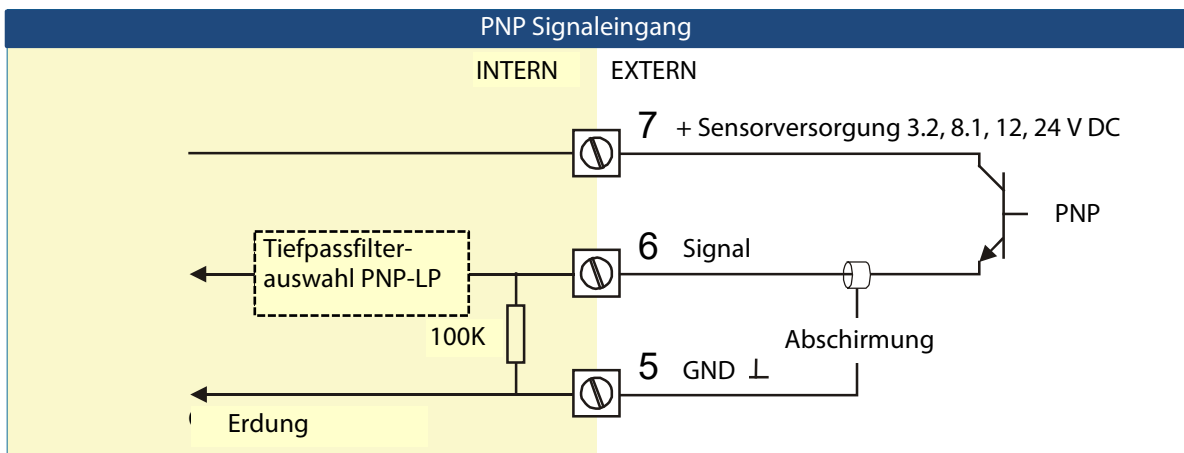 PNP Signaleingang
INTERN EXTERN
7 + Sensorversorgung 3.2, 8.1, 12, 24 V DC
PNP
Tiefpassfilter-
auswahl PNP-LP
6 Signal
100K
Abschirmung
5 GND ⊥
Erdung